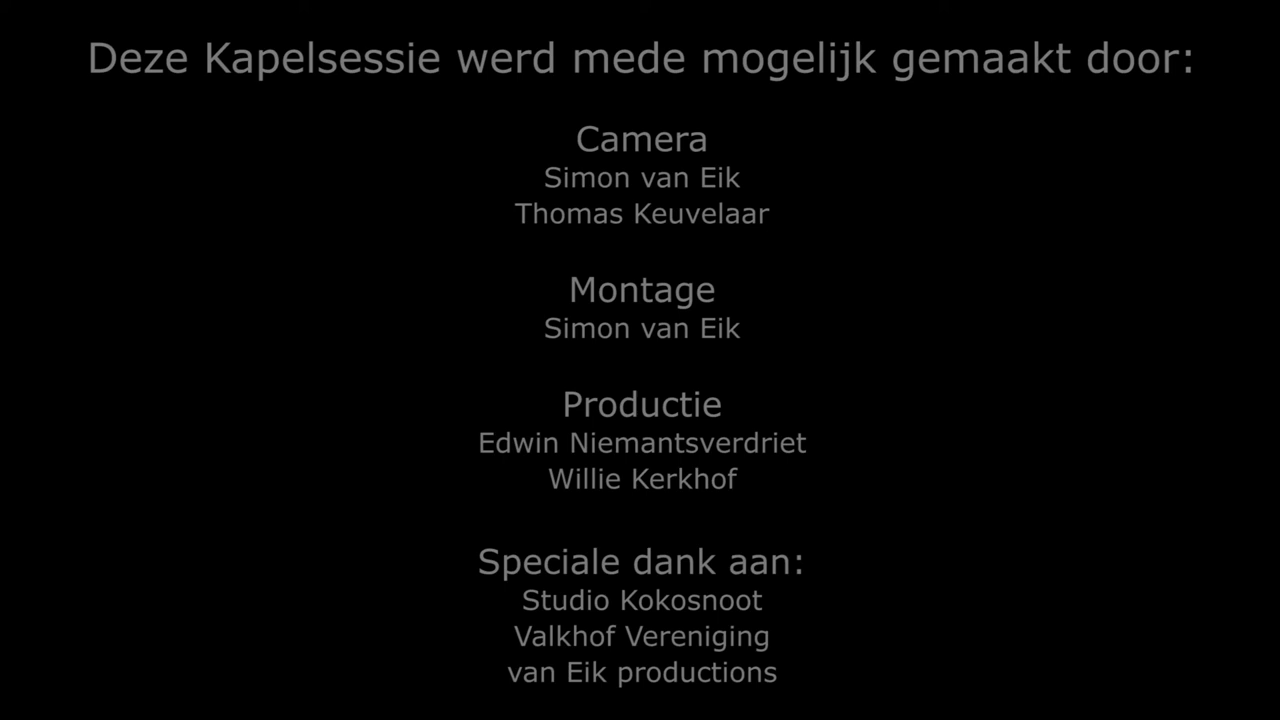 Deze Kapelsessie werd mede mogelijk gemaakt door:
Camera
Simon van Eik
Thomas Keuvelaar
Montage
Simon van Eik
Productie
Edwin Niemantsverdriet
Willie Kerkhof
Speciale dank aan:
Studio Kokosnoot
Valkhof Vereniging
van Eik productions